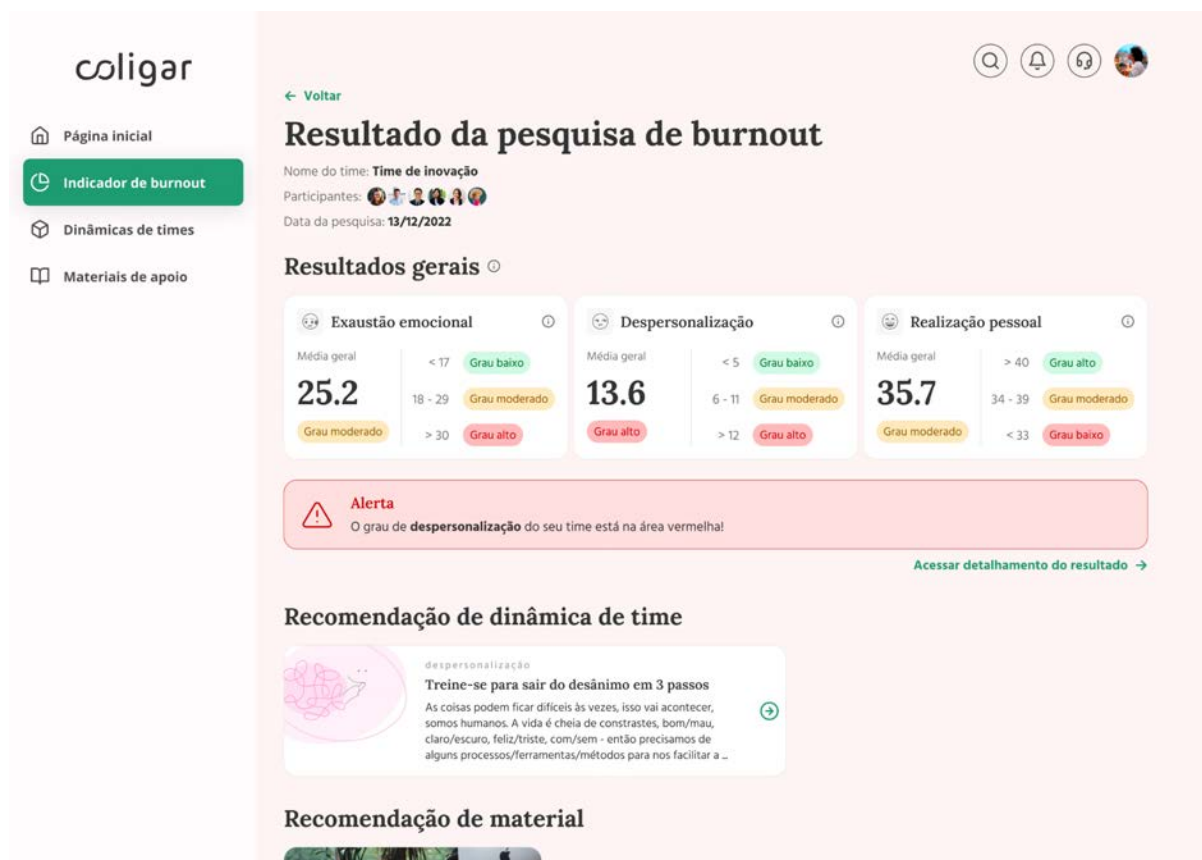 coligar
Página inicial
Indicador de burnout
Dinâmicas de times
Materiais de apoio
← Voltar
Resultado da pesquisa de burnout
Nome do time: Time de inovação
Participantes:
Data da pesquisa: 13/12/2022
Resultados gerais
Exaustão emocional
Média geral
25.2
Grau moderado
< 17 Grau baixo
18 - 29 Grau moderado
> 30 Grau alto
Despersonalização
Média geral
13.6
Grau alto
< 5 Grau baixo
6 - 11 Grau moderado
> 12 Grau alto
Realização pessoal
Média geral
35.7
Grau moderado
> 40 Grau alto
34 - 39 Grau moderado
< 33 Grau baixo
Alerta
O grau de despersonalização do seu time está na área vermelha!
Acessar detalhamento do resultado →
Recomendação de dinâmica de time
despersonalização
Treine-se para sair do desânimo em 3 passos
As coisas podem ficar difíceis às vezes, isso vai acontecer,
somos humanos. A vida é cheia de constrastes, bom/mau,
claro/escuro, feliz/triste, com/sem - então precisamos de
alguns processos/ferramentas/métodos para nos facilitar a ...
Recomendação de material